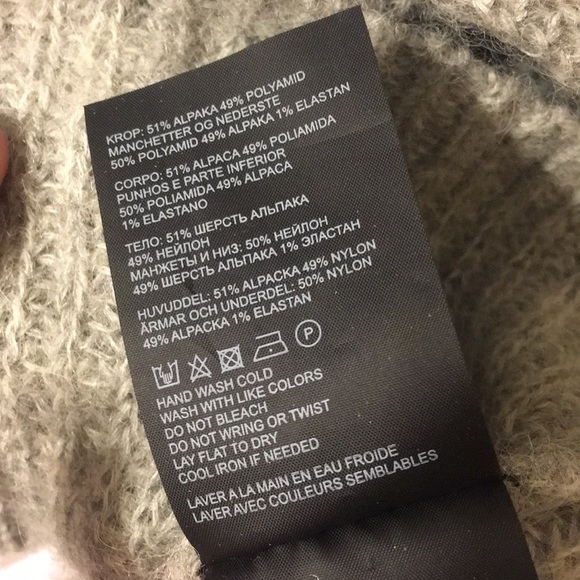 KROP: 51% ALPAKA 49% POLYAMID
MANCHETTER OG NEDERSTE
50% POLYAMID 49% ALPAKA 1% ELASTAN
CORPO: 51% ALPACA 49% POLIAMIDA
PUNHOS E PARTE INFERIOR
50% POLIAMIDA 49% ALPACA
1% ELASTANO
ТЕЛО: 51% ШЕРСТЬ АЛЬПАКА
49% НЕЙЛОН
МАНЖЕТЫ И НИЗ: 50% НЕЙЛОН
49% ШЕРСТЬ АЛЬПАКА 1% ЭЛАСТАН
HUVUDDEL: 51% ALPACKA 49% NYLON
ÄRMAR OCH UNDERDEL: 50% NYLON
49% ALPACKA 1% ELASTAN
P
HAND WASH COLD
WASH WITH LIKE COLORS
DO NOT BLEACH
DO NOT WRING OR TWIST
LAY FLAT TO DRY
COOL IRON IF NEEDED
LAVER A LA MAIN EN EAU FROIDE
LAVER AVEC COULEURS SEMBLABLES